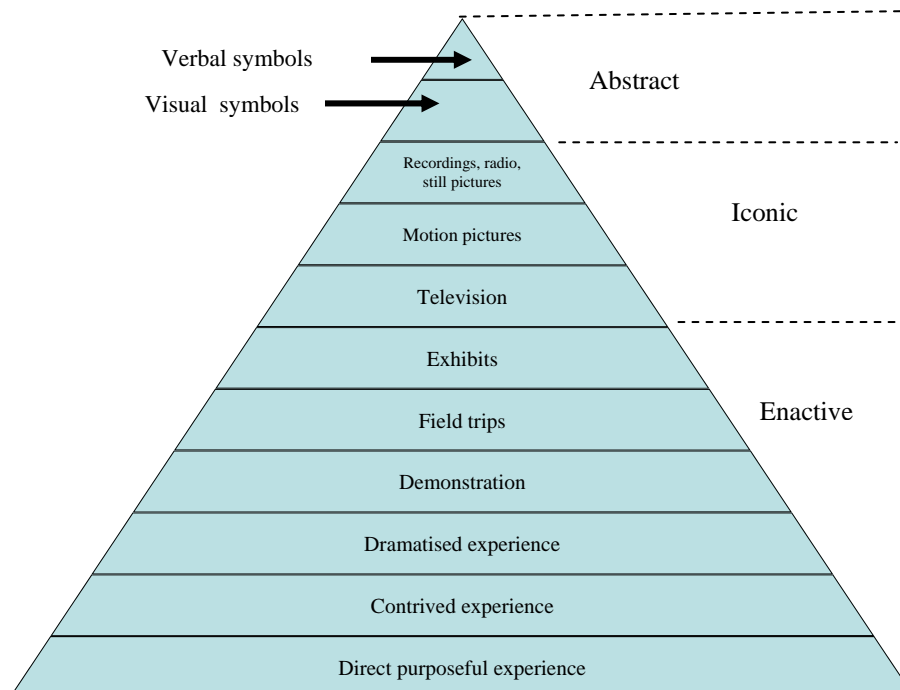 Verbal symbols
Abstract
Visual symbols
Recordings, radio,
still pictures
Iconic
Motion pictures
Television
Exhibits
Enactive
Field trips
Demonstration
Dramatised experience
Contrived experience
Direct purposeful experience